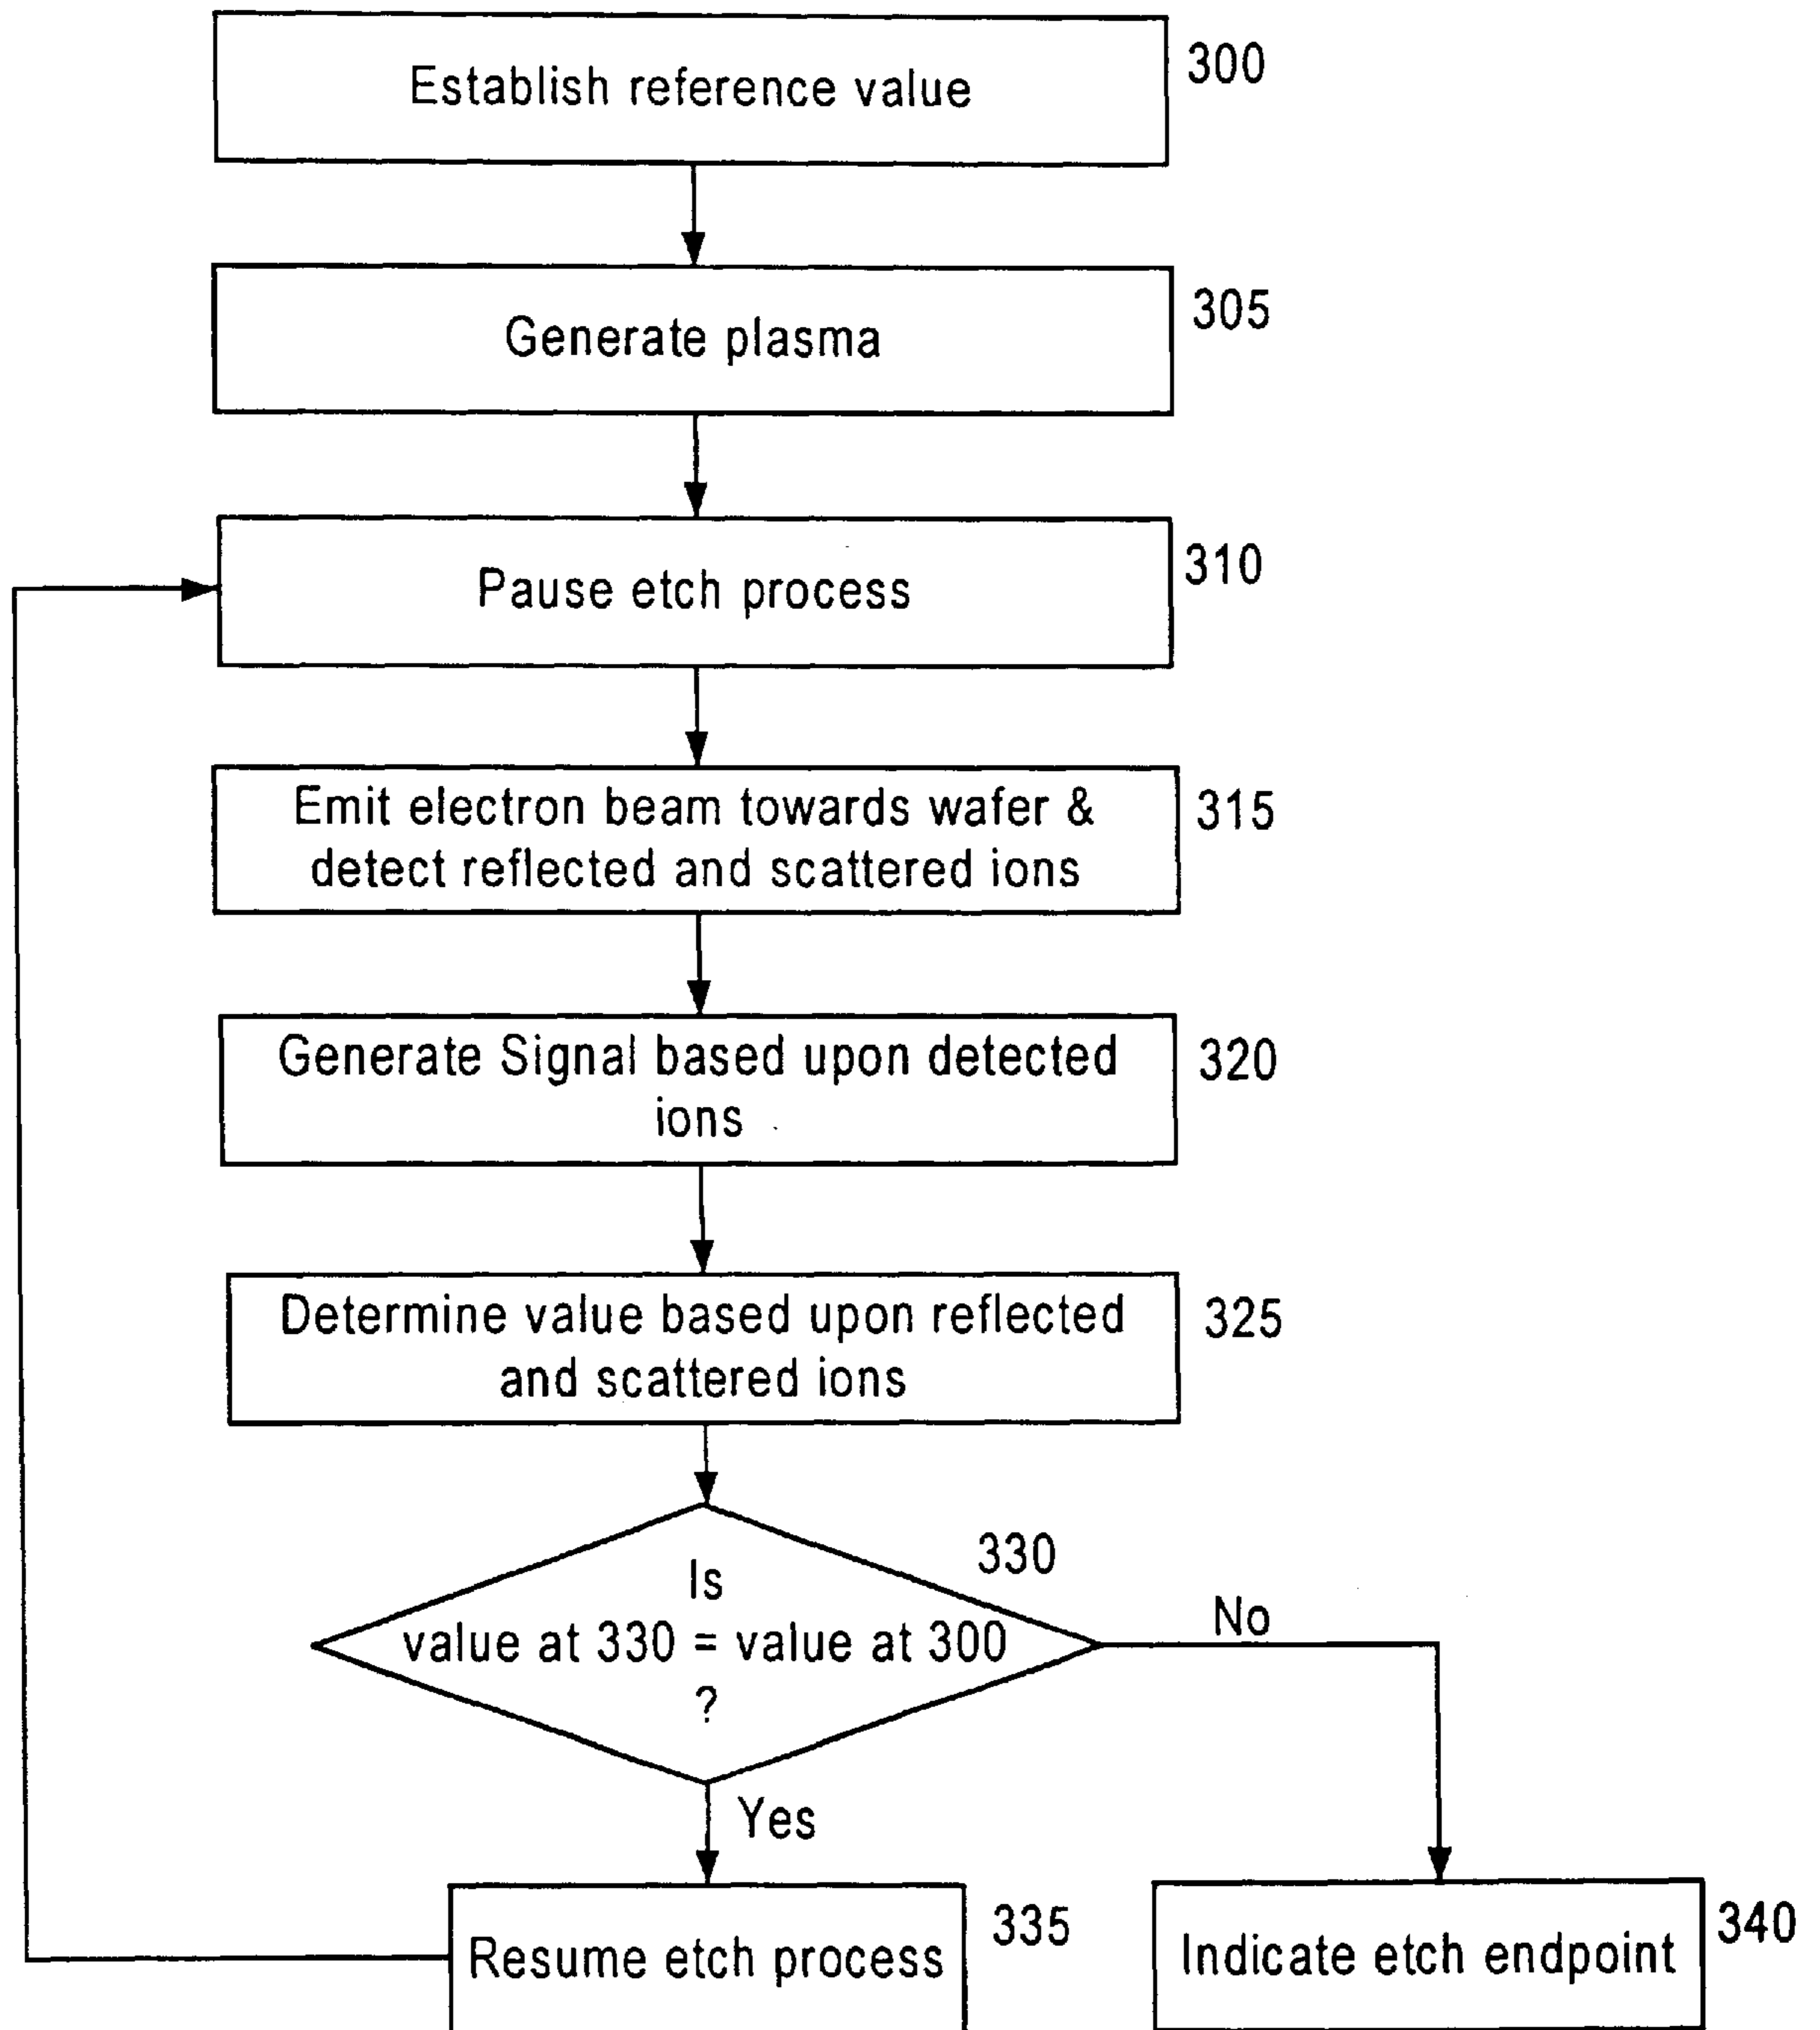 Establish reference value
300
Generate plasma
305
Pause etch process
310
Emit electron beam towards wafer &
detect reflected and scattered ions
315
Generate Signal based upon detected
ions
320
Determine value based upon reflected
and scattered ions
325
330
Is
value at 330 = value at 300
?
No
Yes
Resume etch process
335
Indicate etch endpoint
340